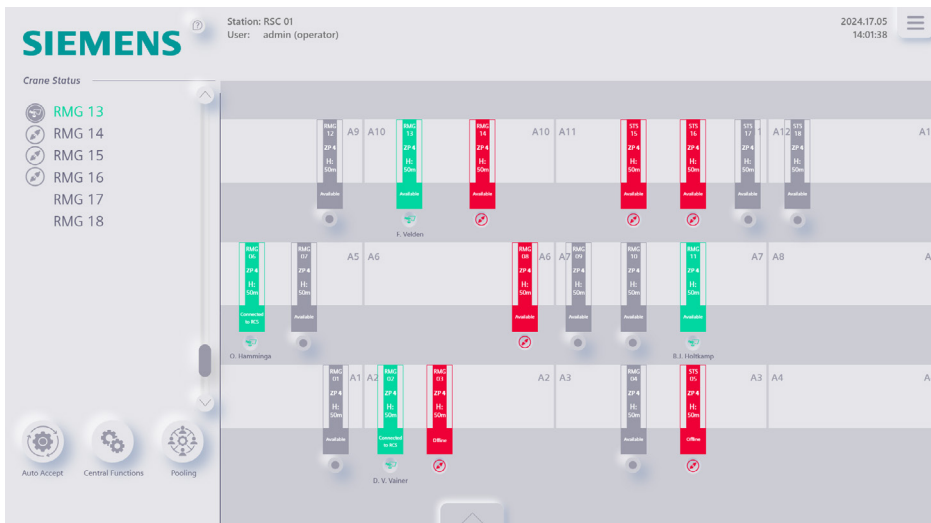 SIEMENS
Station: RSC 01
User: admin (operator)
2024.17.05
14:01:38
Crane Status
RMG 13
RMG 14
RMG 15
RMG 16
RMG 17
RMG 18
Auto Accept
Central Functions
Pooling
RMG 12 ZP 4 H: 50m Available
A9
A10
RMG 13 ZP 4 H: 50m Available
F. Velden
RMG 14 ZP 4 H: 50m Available
A10
A11
STS 15 ZP 4 H: 50m Available
STS 16 ZP 4 H: 50m Available
STS 17 ZP 4 H: 50m Available
1
A12
STS 18 ZP 4 H: 50m Available
A1
RMG 06 ZP 4 H: 50m Connected to RCS
O. Hamminga
RMG 07 ZP 4 H: 50m Available
A5
A6
RMG 08 ZP 4 H: 50m Available
A6
A7
RMG 09 ZP 4 H: 50m Available
RMG 10 ZP 4 H: 50m Available
RMG 11 ZP 4 H: 50m Available
B.J. Holtkamp
A7
A8
A
RMG 01 ZP 4 H: 50m Available
A1
A2
RMG 02 ZP 4 H: 50m Connected to RCS
D. V. Vainer
RMG 03 ZP 4 H: 50m Offline
A2
A3
RMG 04 ZP 4 H: 50m Available
STS 05 ZP 4 H: 50m Offline
A3
A4
A